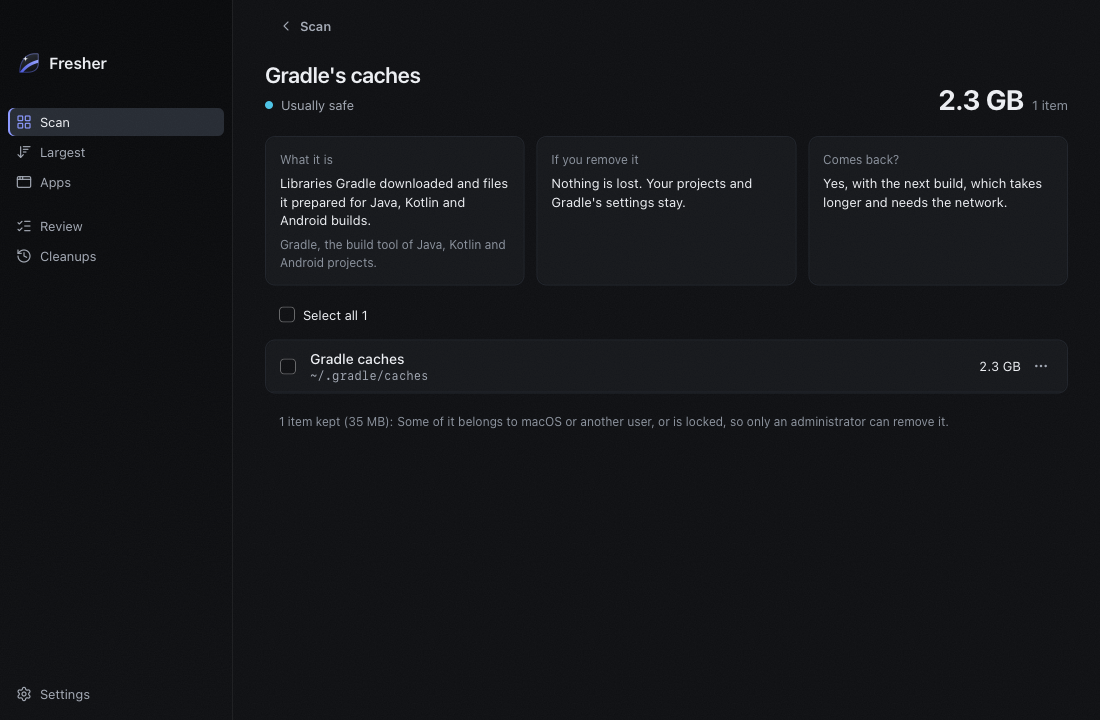 Scan
Fresher
Gradle's caches
Usually safe
2.3 GB 1 item
Scan
Largest
Apps
Review
Cleanups
What it is
Libraries Gradle downloaded and files
it prepared for Java, Kotlin and
Android builds.
Gradle, the build tool of Java, Kotlin and
Android projects.
If you remove it
Nothing is lost. Your projects and
Gradle's settings stay.
Comes back?
Yes, with the next build, which takes
longer and needs the network.
Select all 1
Gradle caches
~/.gradle/caches
2.3 GB
1 item kept (35 MB): Some of it belongs to macOS or another user, or is locked, so only an administrator can remove it.
Settings